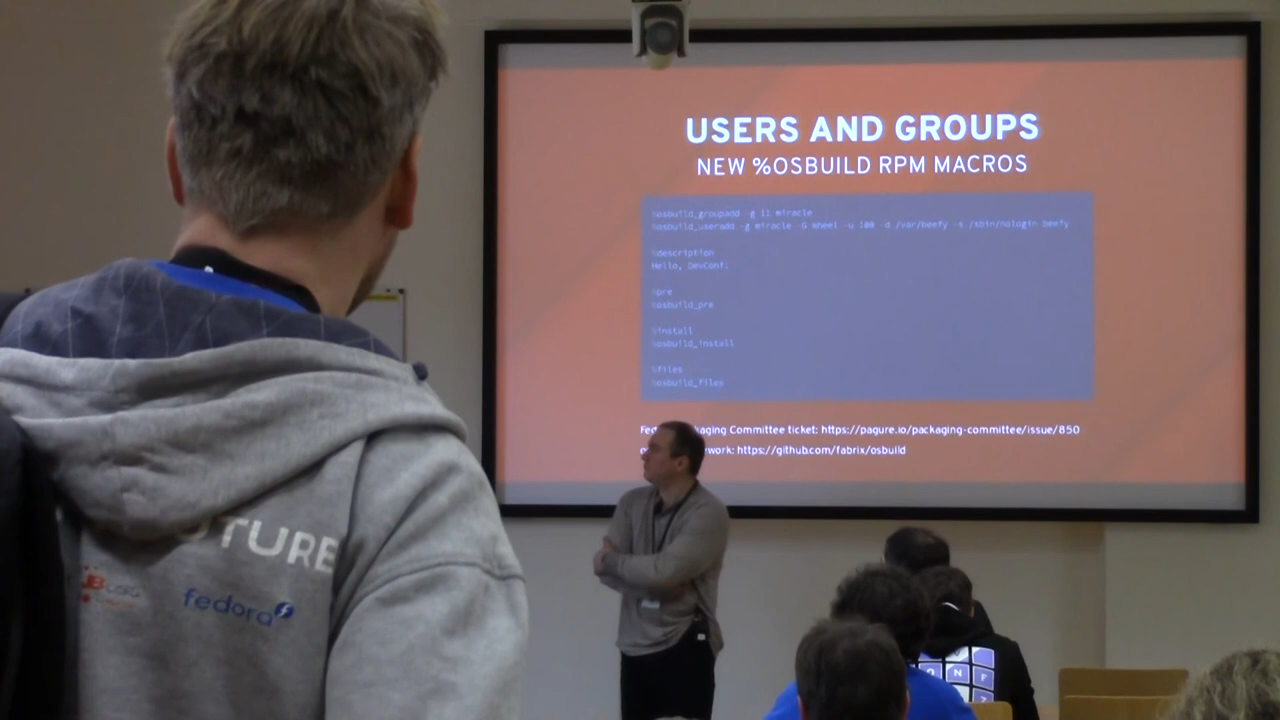 USERS AND GROUPS
NEW %OSBUILD RPM MACROS
%osbuild_groupadd -g 11 miracle
%osbuild_useradd -g miracle -G wheel -u 100 -d /var/beefy -s /sbin/nologin beefy
%description
Hello, DevConf!
%pre
%osbuild_pre
%install
%osbuild_install
%files
%osbuild_files
Committee ticket: https://pagure.io/packaging-committee/issue/850
https://github.com/fabrix/osbuild
TURE
fedora
O N F